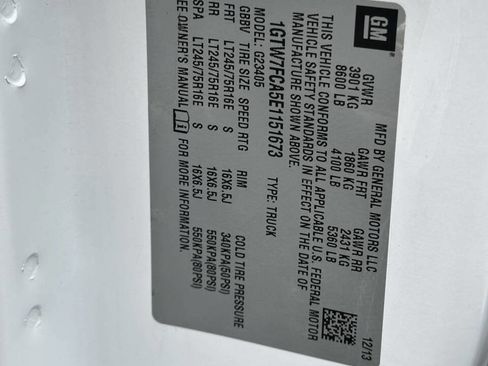 GM
MFD BY GENERAL MOTORS LLC
12/13
GVWR GAWR FRT GAWR RR
3901 KG 1860 KG 2431 KG
8600 LB 4100 LB 5360 LB
THIS VEHICLE CONFORMS TO ALL APPLICABLE U.S. FEDERAL MOTOR
VEHICLE SAFETY STANDARDS IN EFFECT ON THE DATE OF
MANUFACTURE SHOWN ABOVE.
1GTW7FCA5E1151673 TYPE: TRUCK
MODEL: G23405
GBBV TIRE SIZE SPEED RTG RIM COLD TIRE PRESSURE
FRT LT245/75R16E S 16X6.5J 340KPA(50PSI)
RR LT245/75R16E S 16X6.5J 550KPA(80PSI)
SPA LT245/75R16E S 16X6.5J 550KPA(80PSI)
SEE OWNER'S MANUAL FOR MORE INFORMATION.